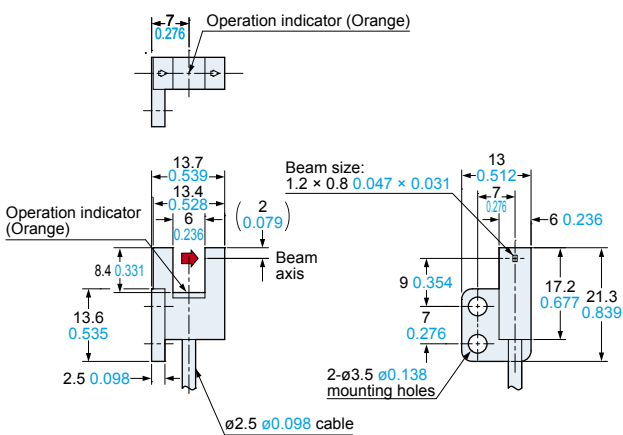 7
0.276
Operation indicator (Orange)
13.7
0.539
13.4
0.528
6
0.236
( 2
0.079 )
Operation indicator
(Orange)
Beam
axis
8.4 0.331
13.6
0.535
2.5 0.098
ø2.5 ø0.098 cable
Beam size:
1.2 × 0.8 0.047 × 0.031
13
0.512
7
0.276
6 0.236
9 0.354
7
0.276
17.2
0.677
21.3
0.839
2-ø3.5 ø0.138
mounting holes